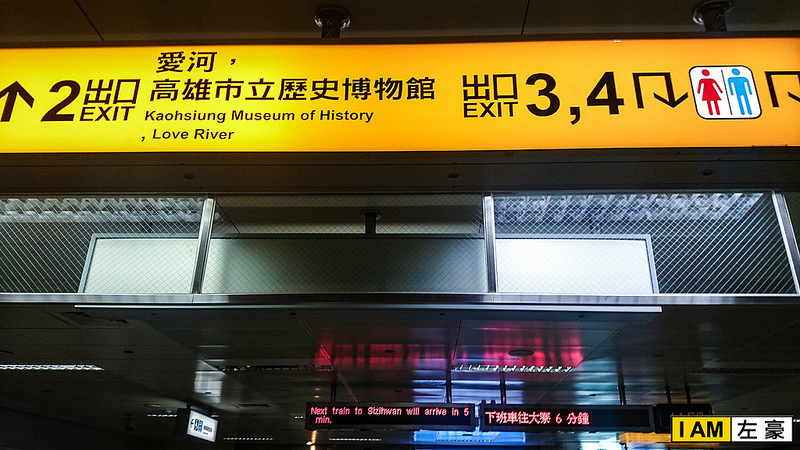 愛河，
2 出口 EXIT 高雄市立歷史博物館
Kaohsiung Museum of History
, Love River
出口 EXIT 3,4
Next train to Sizihwan will arrive in 5
min.
下班車往大寮 6 分鐘
I AM 左豪